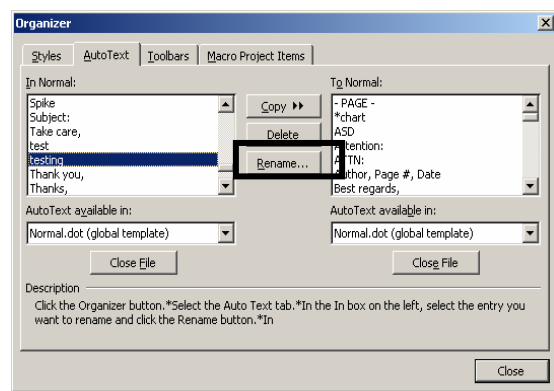 Organizer
Styles AutoText Toolbars Macro Project Items
In Normal:
Spike
Subject:
Take care,
test
testing
Thank you,
Thanks,
AutoText available in:
Normal.dot (global template)
Close File
Copy
Delete
Rename...
To Normal:
- PAGE -
*chart
ASD
Attention:
ATTN:
Author, Page #, Date
Best regards,
AutoText available in:
Normal.dot (global template)
Close File
Description
Click the Organizer button.*Select the Auto Text tab.*In the In box on the left, select the entry you
want to rename and click the Rename button.*In
Close